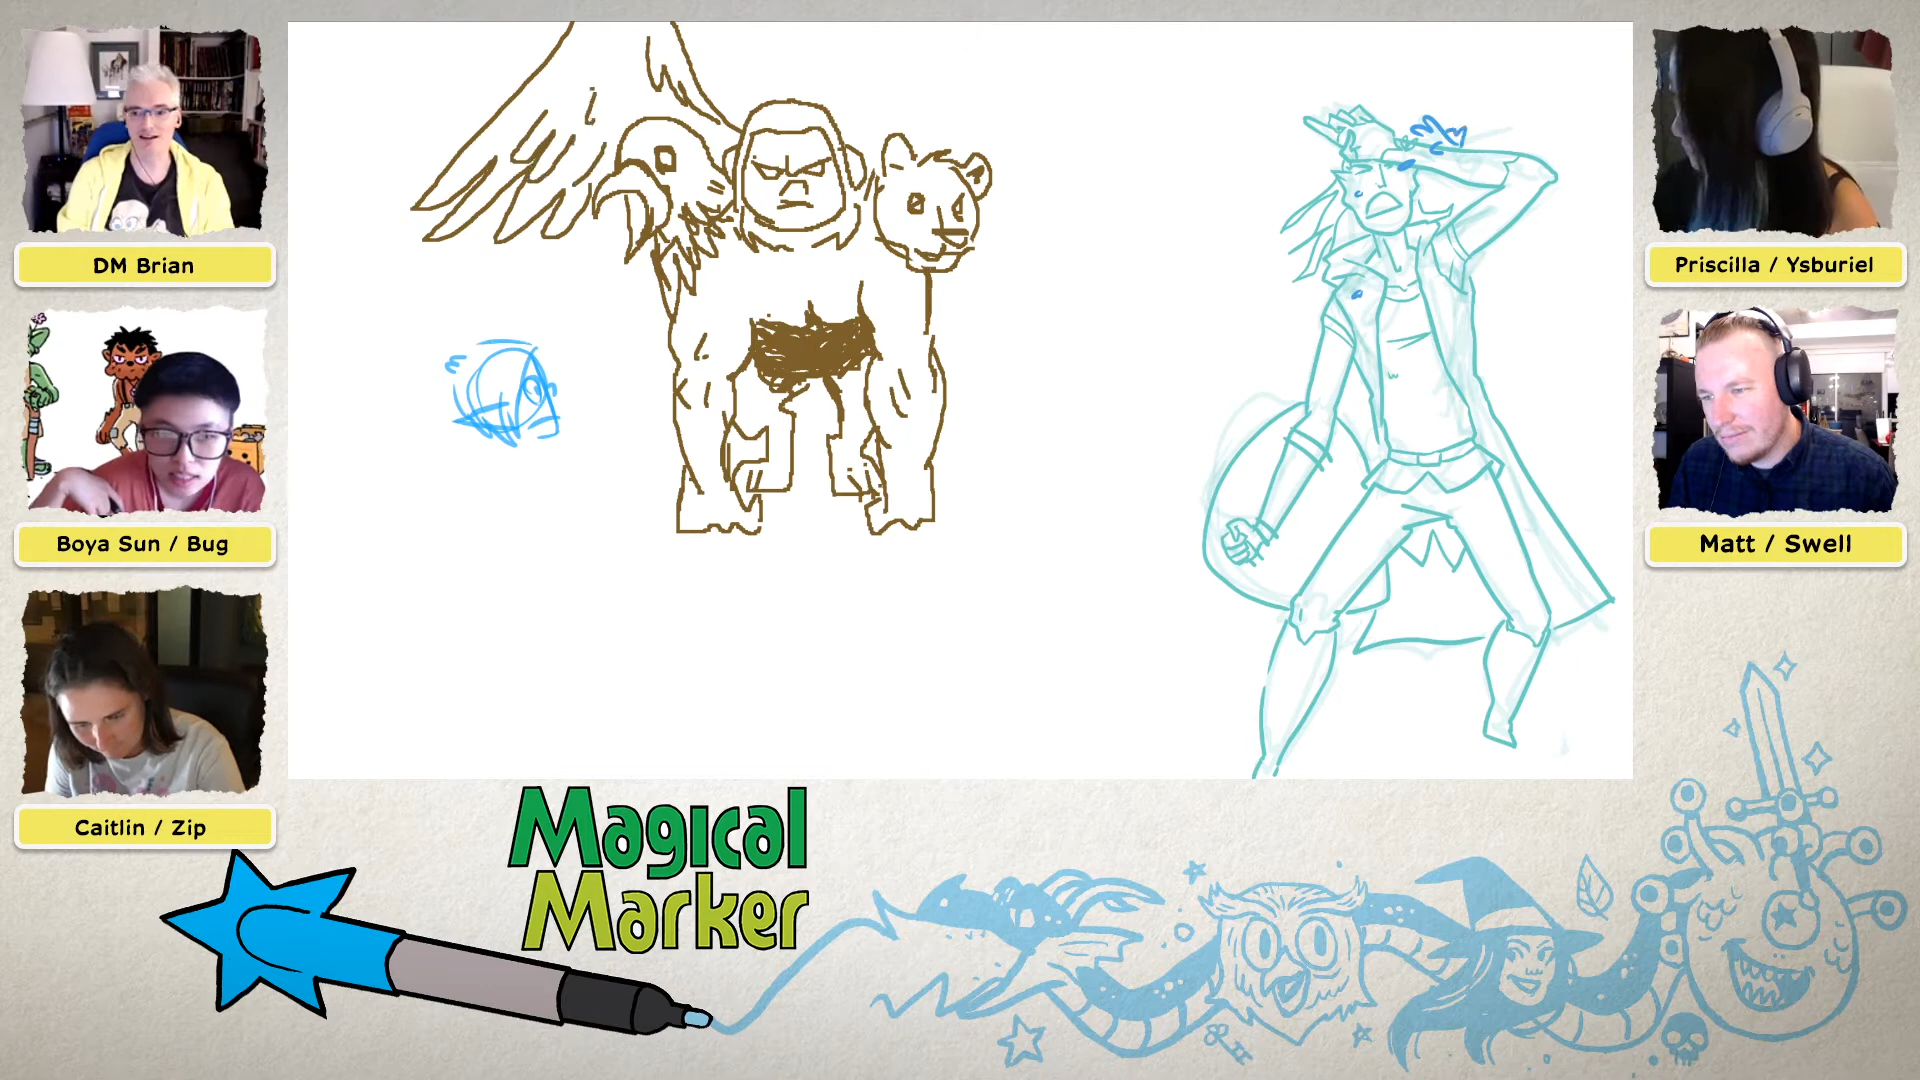 DM Brian
Boya Sun / Bug
Caitlin / Zip
Priscilla / Ysburiel
Matt / Swell
Magical
Marker